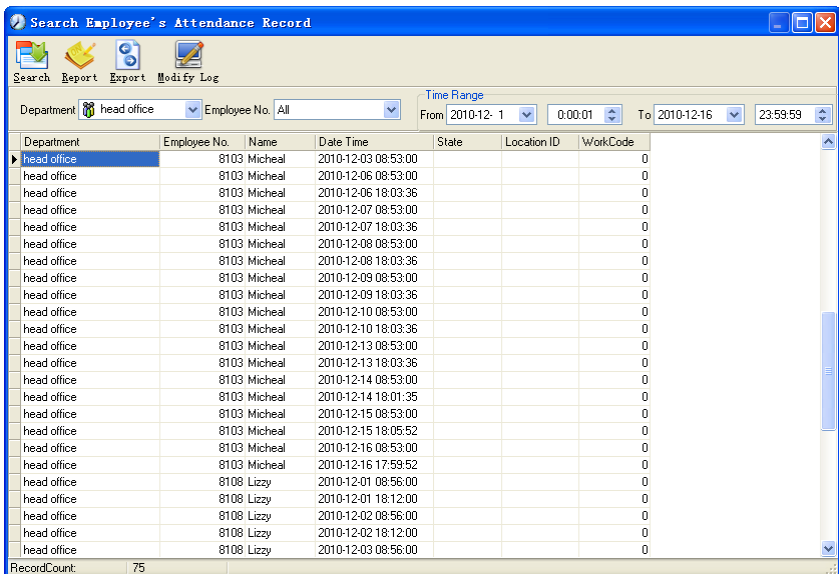 Search Employee's Attendance Record
Search Report Export Modify Log
Time Range
Department head office Employee No. All From 2010-12- 1 0:00:01 To 2010-12-16 23:59:59
Department Employee No. Name Date Time State Location ID WorkCode
head office 8103 Micheal 2010-12-03 08:53:00 0
head office 8103 Micheal 2010-12-06 08:53:00 0
head office 8103 Micheal 2010-12-06 18:03:36 0
head office 8103 Micheal 2010-12-07 08:53:00 0
head office 8103 Micheal 2010-12-07 18:03:36 0
head office 8103 Micheal 2010-12-08 08:53:00 0
head office 8103 Micheal 2010-12-08 18:03:36 0
head office 8103 Micheal 2010-12-09 08:53:00 0
head office 8103 Micheal 2010-12-09 18:03:36 0
head office 8103 Micheal 2010-12-10 08:53:00 0
head office 8103 Micheal 2010-12-10 18:03:36 0
head office 8103 Micheal 2010-12-13 08:53:00 0
head office 8103 Micheal 2010-12-13 18:03:36 0
head office 8103 Micheal 2010-12-14 08:53:00 0
head office 8103 Micheal 2010-12-14 18:01:35 0
head office 8103 Micheal 2010-12-15 08:53:00 0
head office 8103 Micheal 2010-12-15 18:05:52 0
head office 8103 Micheal 2010-12-16 08:53:00 0
head office 8103 Micheal 2010-12-16 17:59:52 0
head office 8108 Lizzy 2010-12-01 08:56:00 0
head office 8108 Lizzy 2010-12-01 18:12:00 0
head office 8108 Lizzy 2010-12-02 08:56:00 0
head office 8108 Lizzy 2010-12-02 18:12:00 0
head office 8108 Lizzy 2010-12-03 08:56:00 0
RecordCount: 75